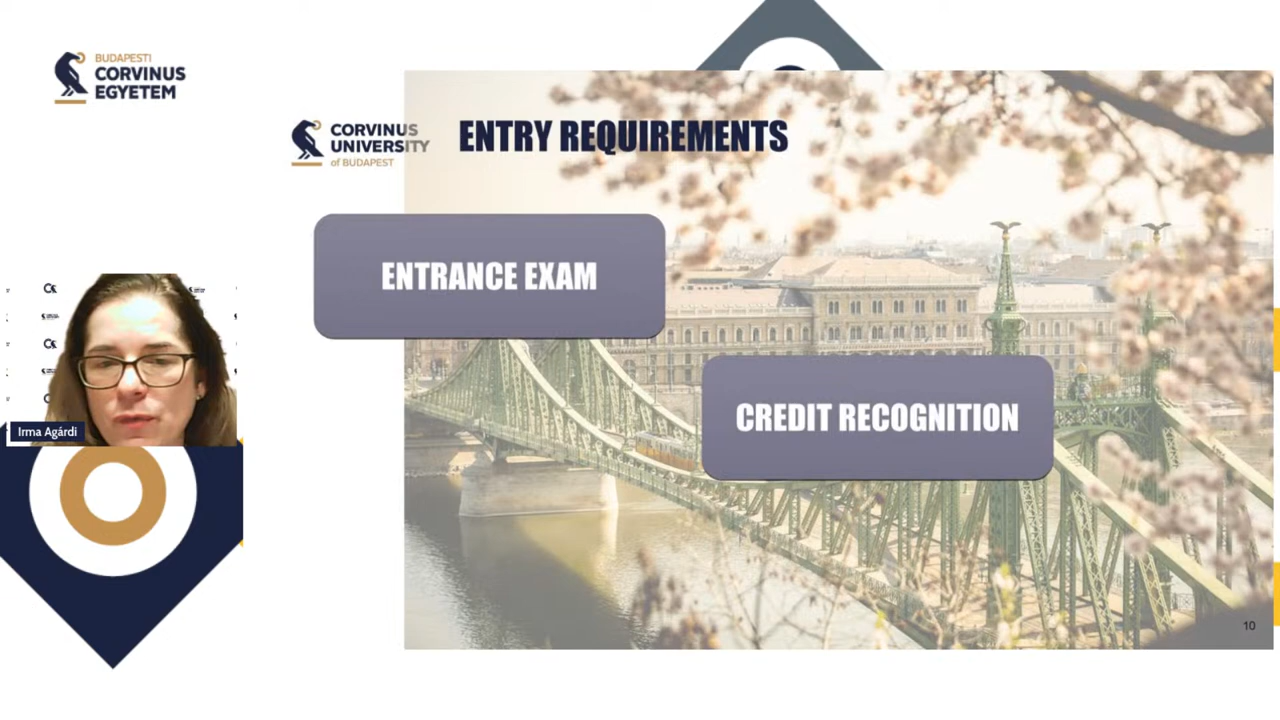 BUDAPESTI
CORVINUS
EGYETEM
CORVINUS
UNIVERSITY
of BUDAPEST
ENTRY REQUIREMENTS
ENTRANCE EXAM
CREDIT RECOGNITION
Irma Agárdi
10